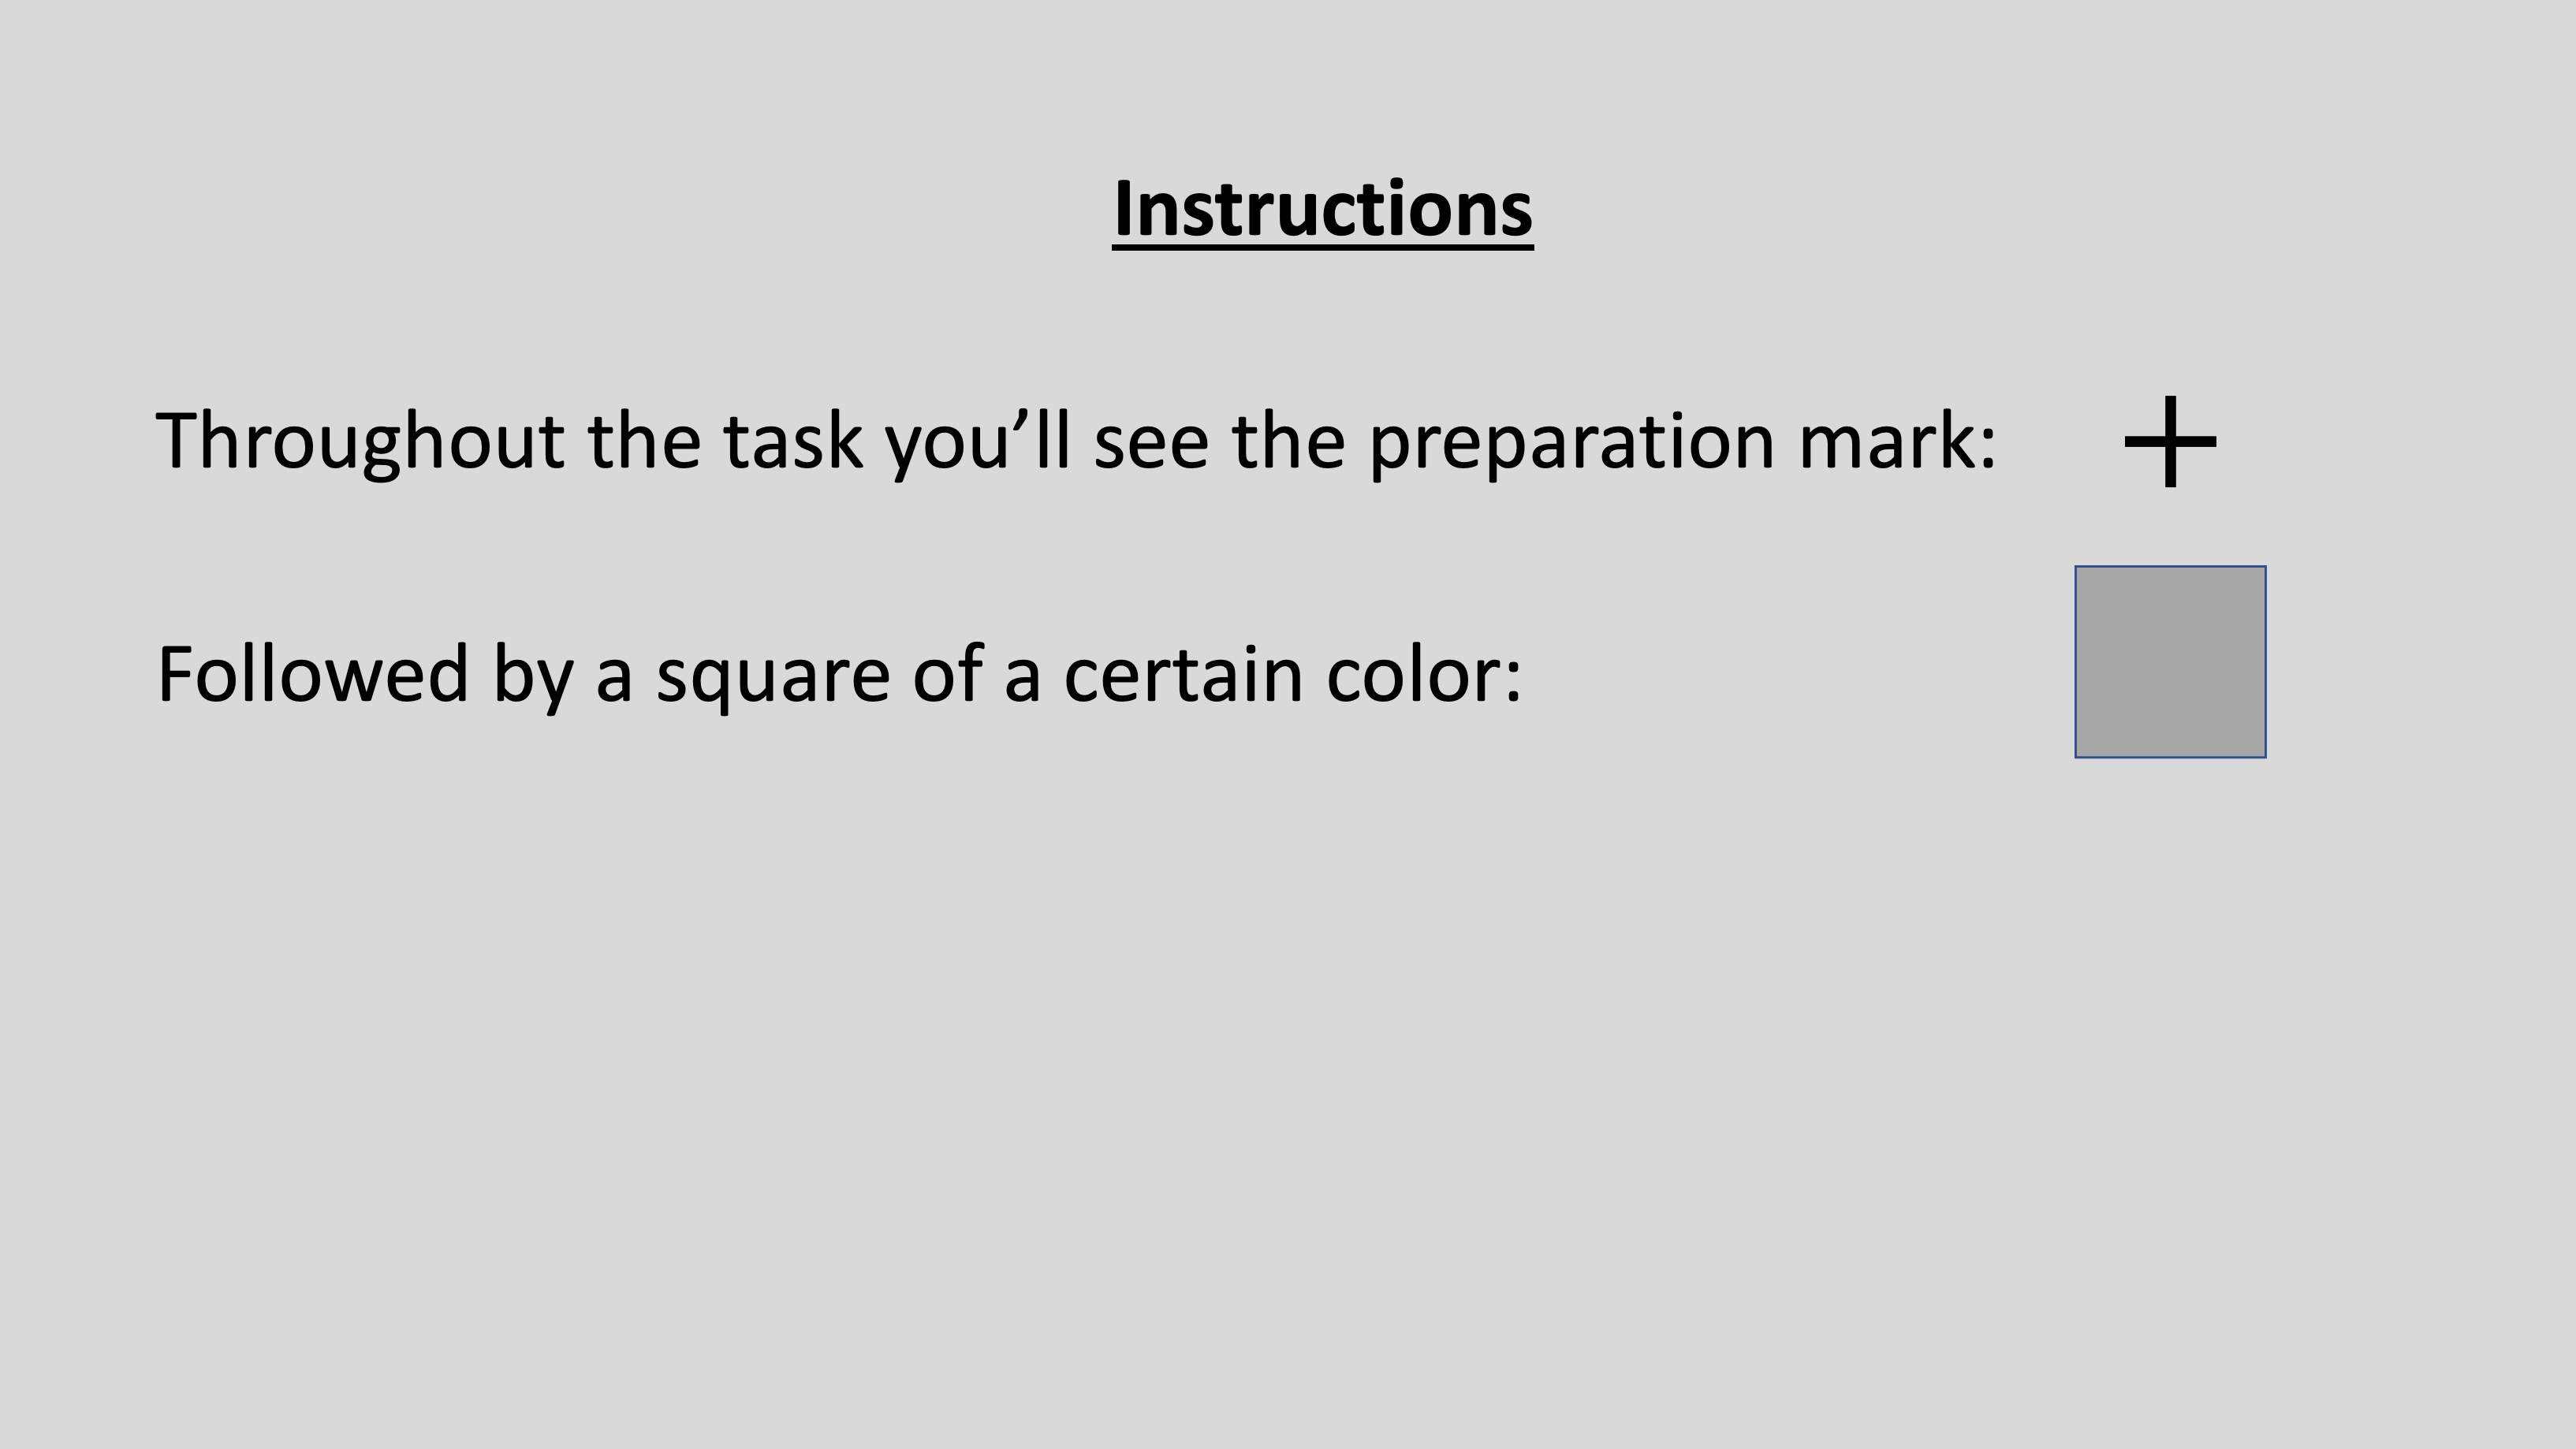 Instructions
Throughout the task you’ll see the preparation mark: +
Followed by a square of a certain color: